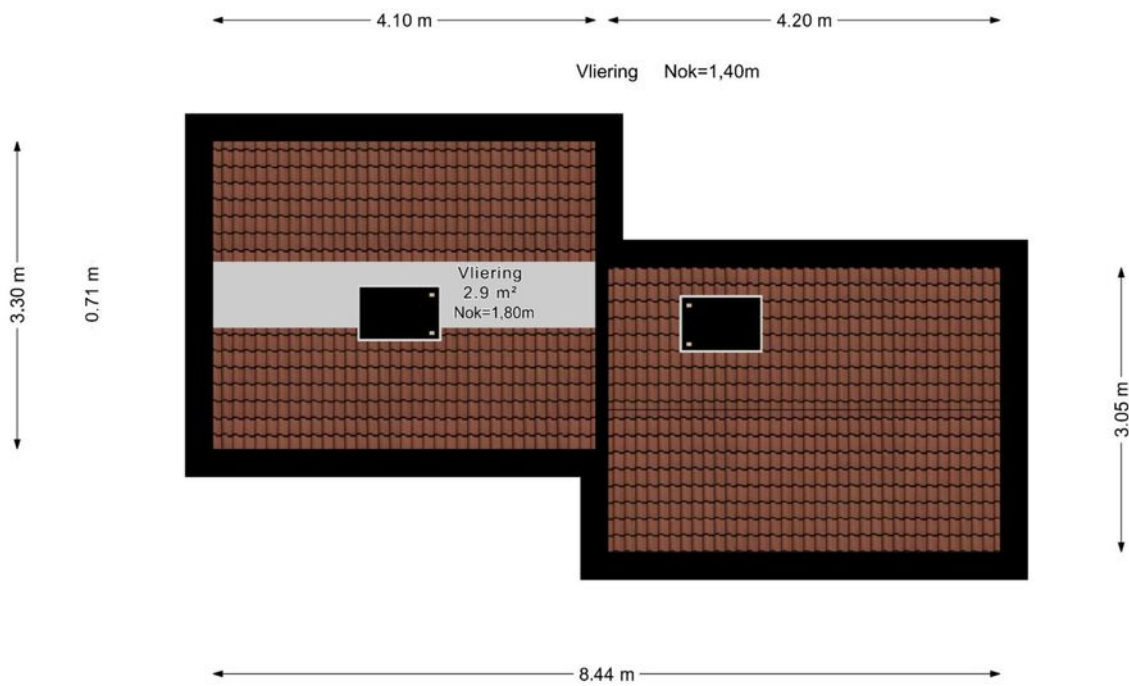 4.10 m
4.20 m
Vliering Nok=1,40m
3.30 m
0.71 m
Vliering
2.9 m²
Nok=1,80m
3.05 m
8.44 m